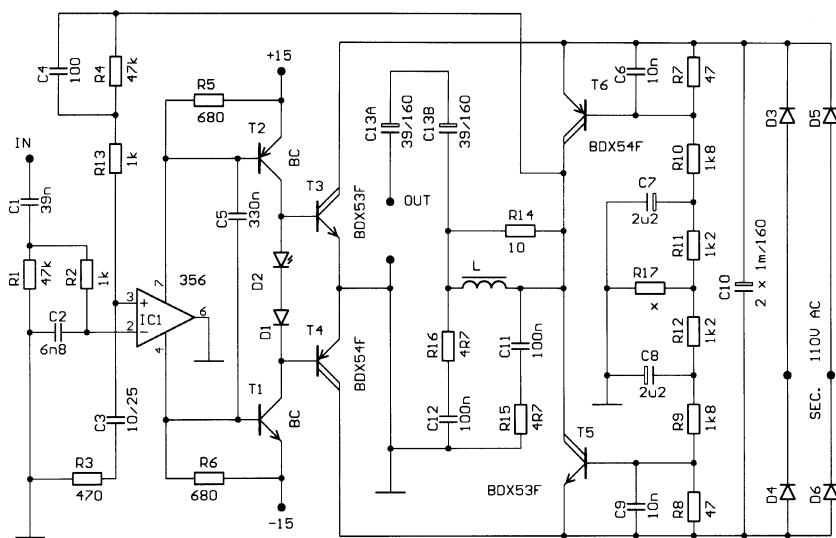 C4
100
R4
47k
R5
680
+15
IN
R13
1k
T2
BC
C1
39n
R1
47k
R2
1k
C2
6n8
7
356
3
+
IC1
2
-
6
4
C5
330n
T3
BDX53F
D2
D1
T4
BDX54F
T1
BC
C3
10/25
R3
470
R6
680
-15
C13A
39/160
C13B
39/160
OUT
R14
10
L
R16
4R7
C11
100n
C12
100n
R15
4R7
C6
10n
R7
47
T6
BDX54F
R10
1k8
C7
2u2
R11
1k2
R17
x
R12
1k2
C8
2u2
R9
1k8
T5
BDX53F
C9
10n
R8
47
C10
2 x 1m/160
D3
D5
SEC. 110V AC
D4
D6